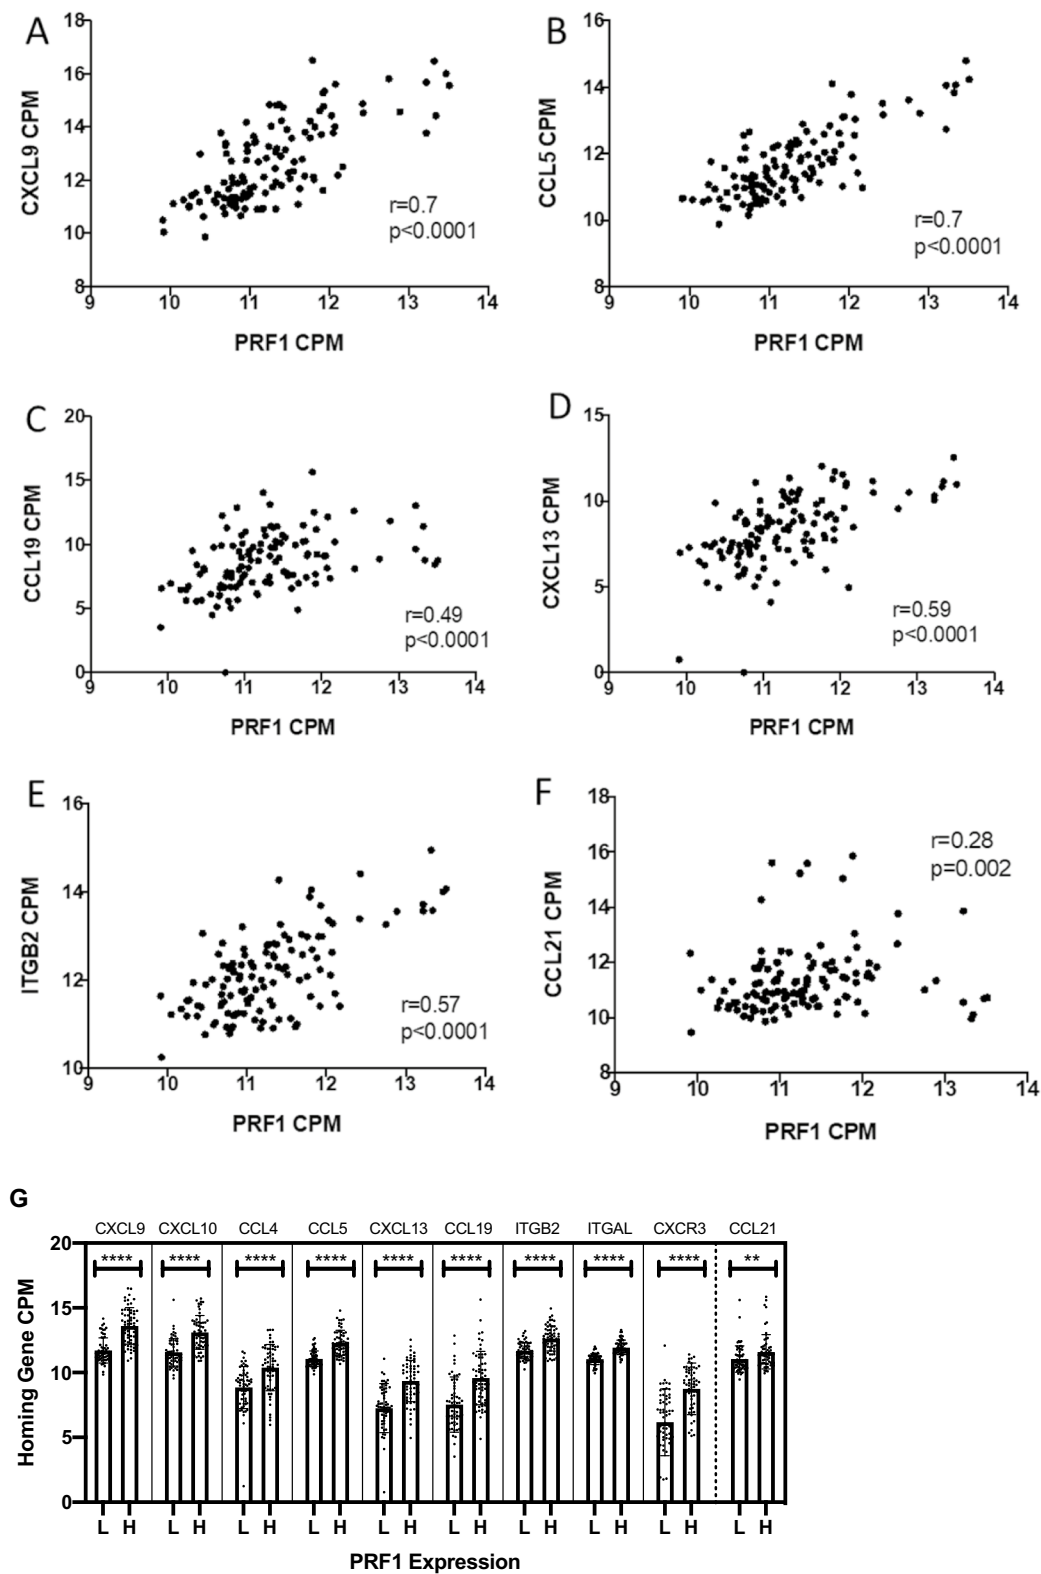 A
CXCL9 CPM
18
16
14
12
10
8
9 10 11 12 13 14
r=0.7
p<0.0001
PRF1 CPM
B
CCL5 CPM
16
14
12
10
8
9 10 11 12 13 14
r=0.7
p<0.0001
PRF1 CPM
C
CCL19 CPM
20
15
10
5
0
9 10 11 12 13 14
r=0.49
p<0.0001
PRF1 CPM
D
CXCL13 CPM
15
10
5
0
9 10 11 12 13 14
r=0.59
p<0.0001
PRF1 CPM
E
ITGB2 CPM
16
14
12
10
9 10 11 12 13 14
r=0.57
p<0.0001
PRF1 CPM
F
CCL21 CPM
18
16
14
12
10
8
9 10 11 12 13 14
r=0.28
p=0.002
PRF1 CPM
G
CXCL9 CXCL10 CCL4 CCL5 CXCL13 CCL19 ITGB2 ITGAL CXCR3 CCL21
**** **** **** **** **** **** **** **** **** **
Homing Gene CPM
20
15
10
5
0
L H L H L H L H L H L H L H L H L H L H
PRF1 Expression